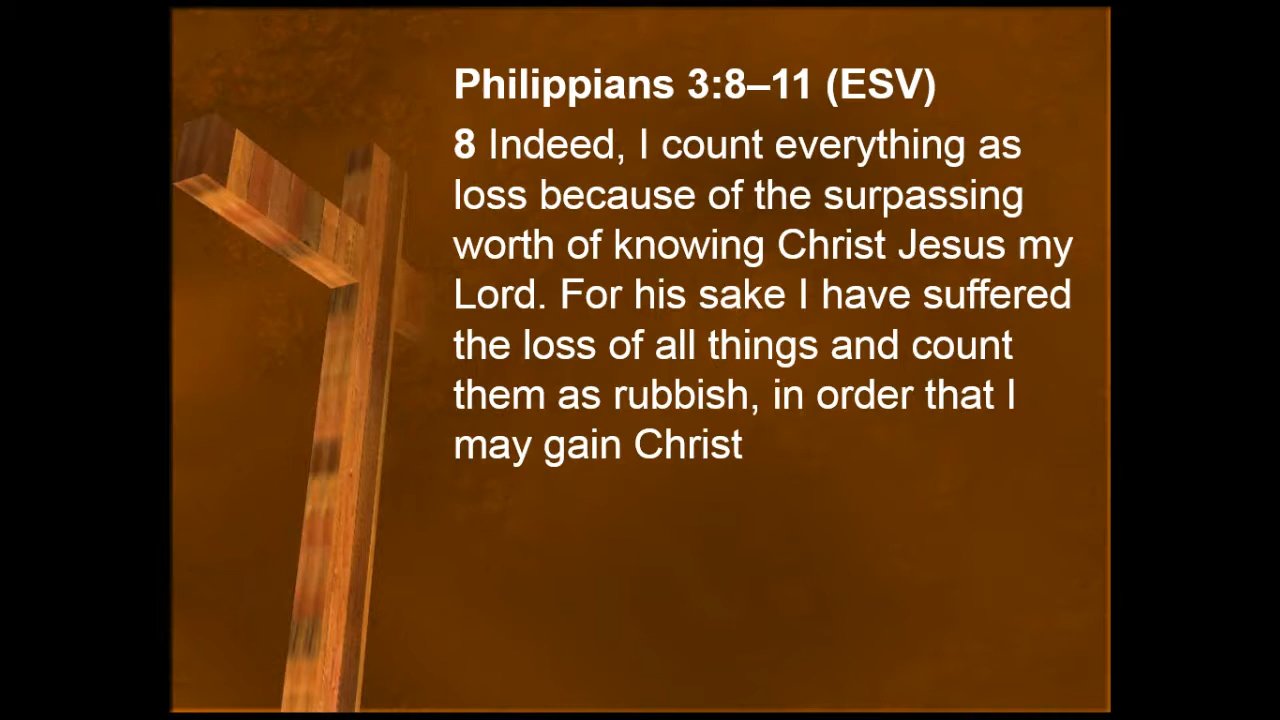 Philippians 3:8–11 (ESV)
8 Indeed, I count everything as
loss because of the surpassing
worth of knowing Christ Jesus my
Lord. For his sake I have suffered
the loss of all things and count
them as rubbish, in order that I
may gain Christ